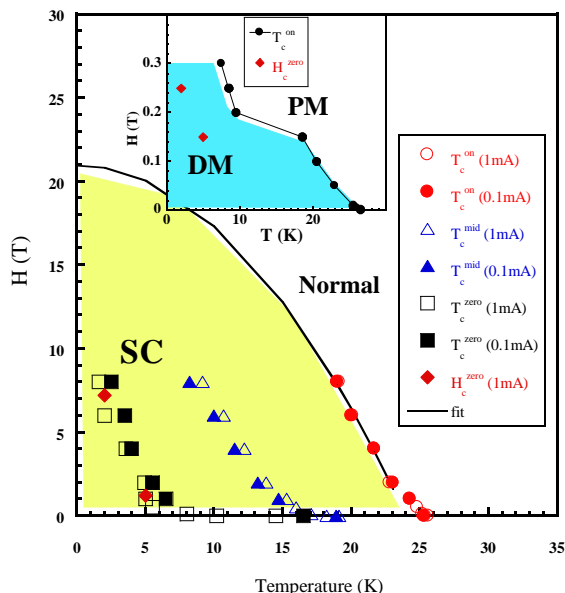 30
25
20
15
10
5
0
H (T)
0 5 10 15 20 25 30 35
Temperature (K)
SC
Normal
0.3
0.2
0.1
0
H (T)
0 10 20
T (K)
DM
PM
T_c^on
H_c^zero
T_c^on (1mA)
T_c^on (0.1mA)
T_c^mid (1mA)
T_c^mid (0.1mA)
T_c^zero (1mA)
T_c^zero (0.1mA)
H_c^zero (1mA)
fit